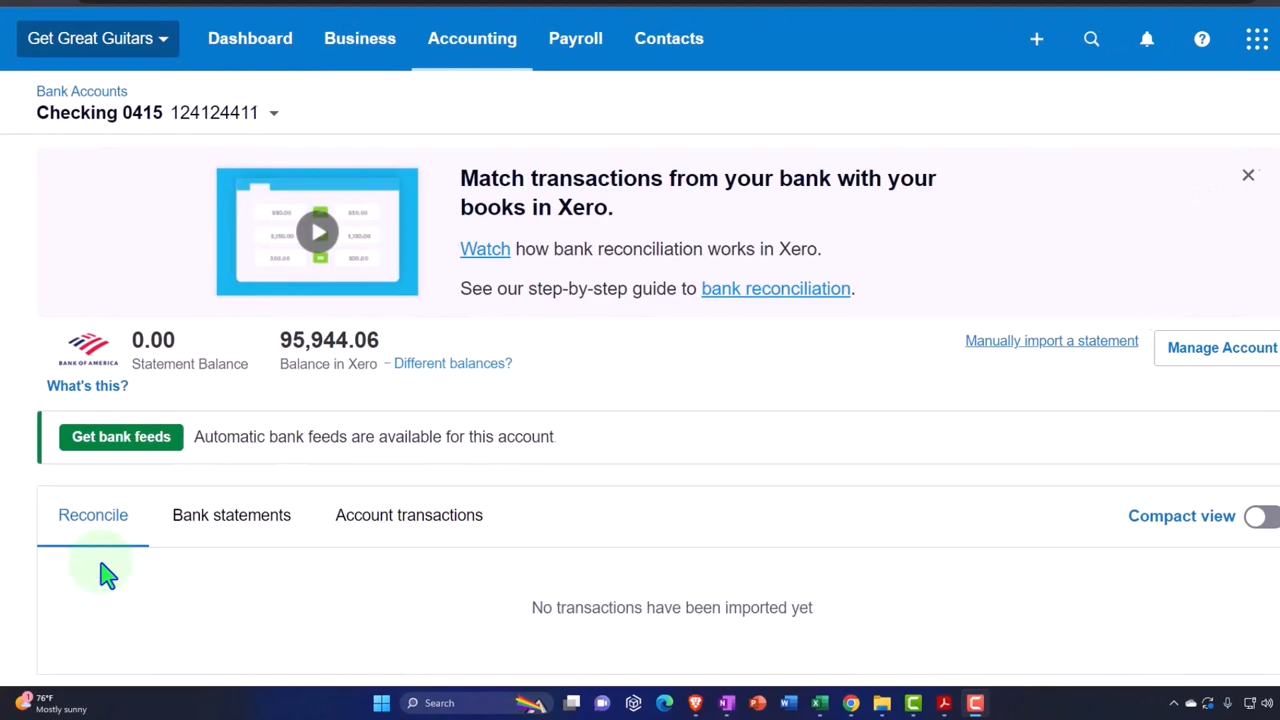 Get Great Guitars
Dashboard
Business
Accounting
Payroll
Contacts
Bank Accounts
Checking 0415 124124411
Match transactions from your bank with your
books in Xero.
Watch how bank reconciliation works in Xero.
See our step-by-step guide to bank reconciliation.
BANK OF AMERICA
What's this?
0.00
Statement Balance
95,944.06
Balance in Xero - Different balances?
Manually import a statement
Manage Account
Get bank feeds
Automatic bank feeds are available for this account
Reconcile
Bank statements
Account transactions
Compact view
No transactions have been imported yet
1
76°F
Mostly sunny
Search